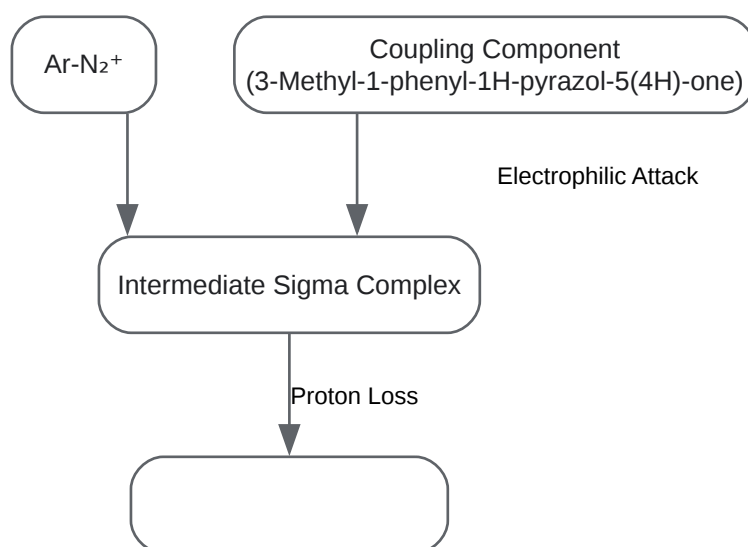 Ar-N₂⁺
Coupling Component
(3-Methyl-1-phenyl-1H-pyrazol-5(4H)-one)
Electrophilic Attack
Intermediate Sigma Complex
Proton Loss